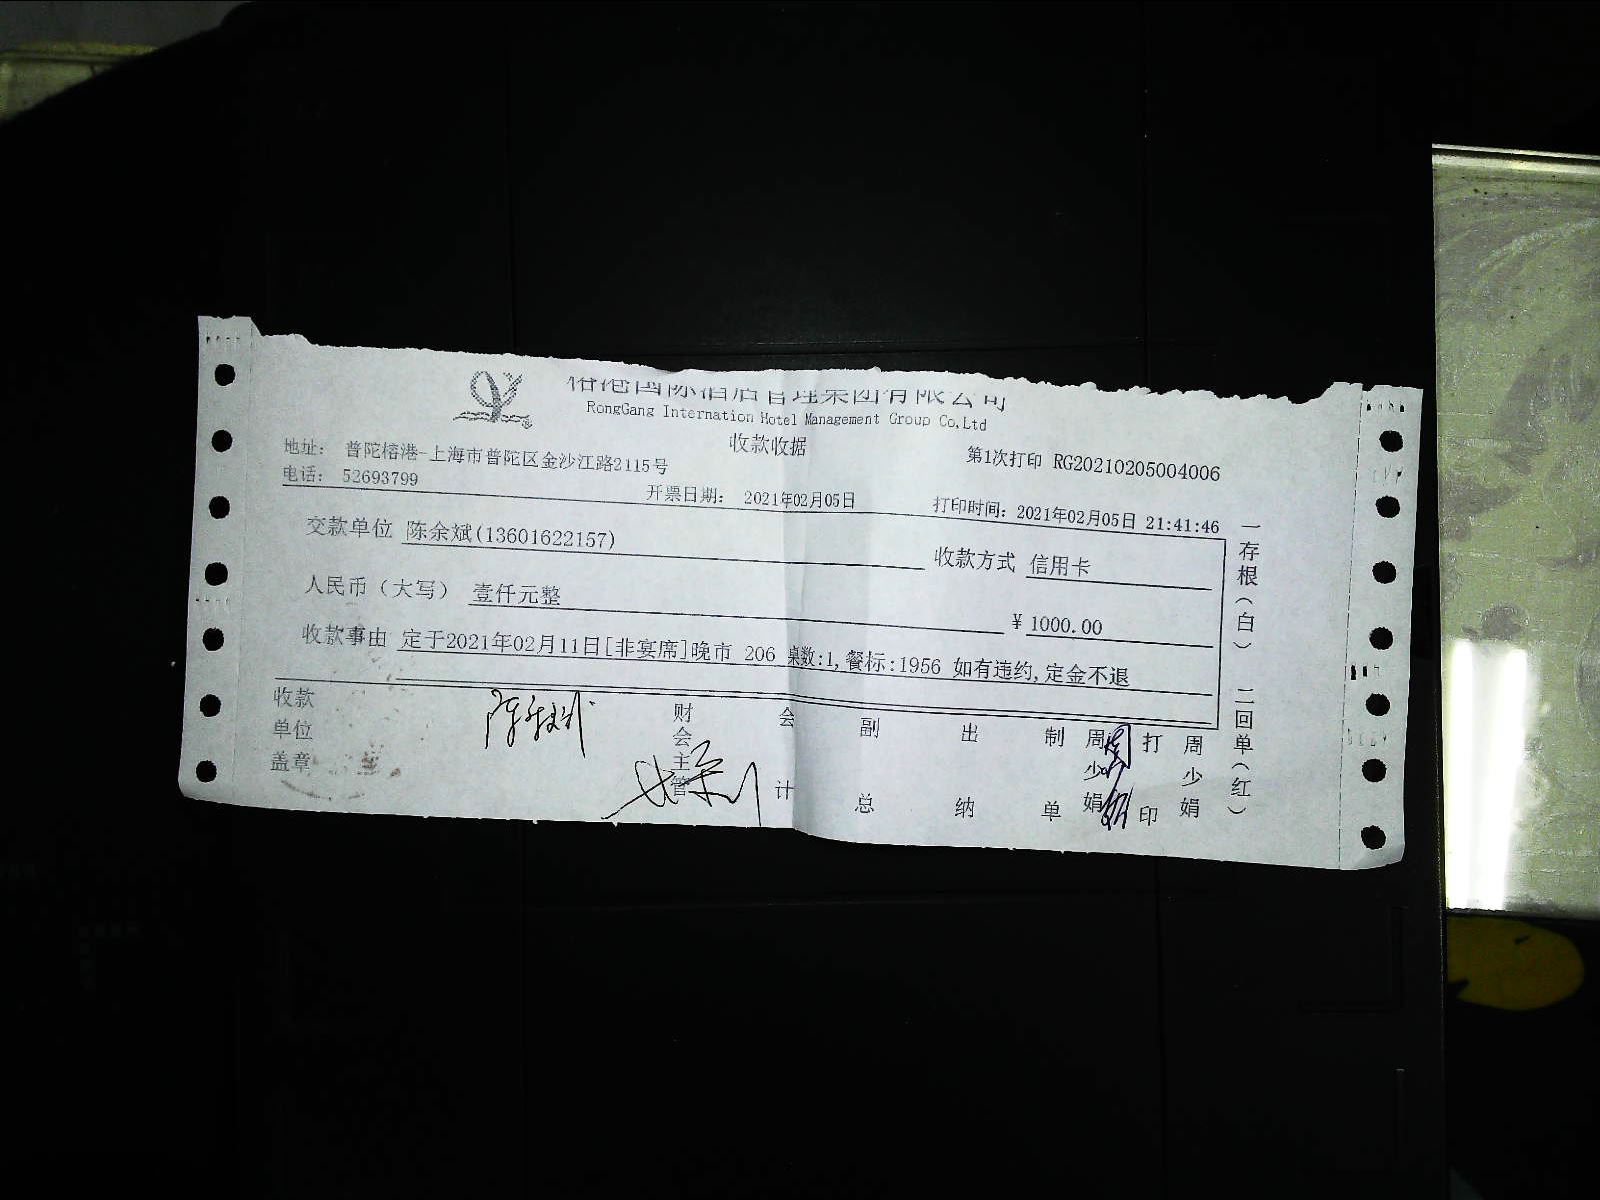 榕港国际酒店管理集团有限公司
RongGang Internation Hotel Management Group Co,Ltd
收款收据
地址： 普陀榕港-上海市普陀区金沙江路2115号
第1次打印 RG20210205004006
电话： 52693799
开票日期： 2021年02月05日
打印时间：2021年02月05日 21:41:46
交款单位 陈余斌(13601622157)
收款方式 信用卡
人民币（大写） 壹仟元整
￥1000.00
收款事由 定于2021年02月11日[非宴席]晚市 206 桌数:1,餐标:1956 如有违约,定金不退
收款单位盖章
财会主管
会计
副总
出纳
制单 周少娟
打印 周少娟
一存根（白） 二回单（红）